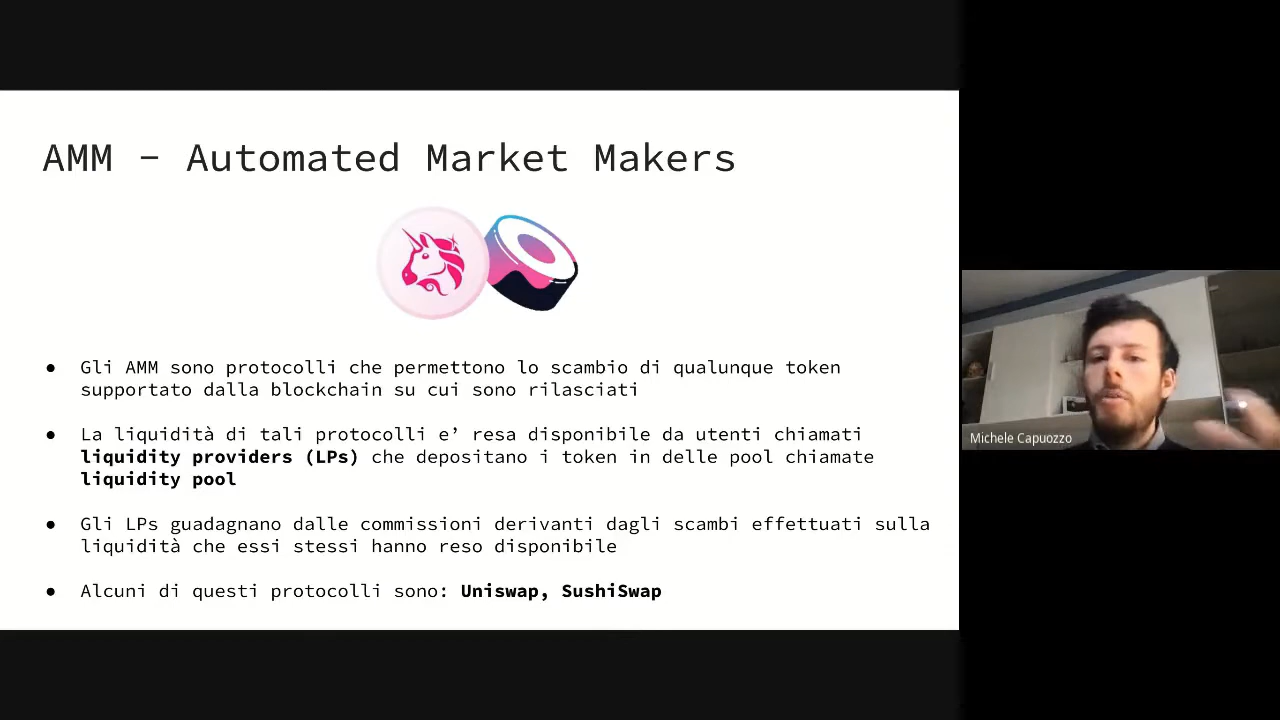 AMM - Automated Market Makers
● Gli AMM sono protocolli che permettono lo scambio di qualunque token
supportato dalla blockchain su cui sono rilasciati
● La liquidità di tali protocolli e’ resa disponibile da utenti chiamati
liquidity providers (LPs) che depositano i token in delle pool chiamate
liquidity pool
● Gli LPs guadagnano dalle commissioni derivanti dagli scambi effettuati sulla
liquidità che essi stessi hanno reso disponibile
● Alcuni di questi protocolli sono: Uniswap, SushiSwap
Michele Capuozzo